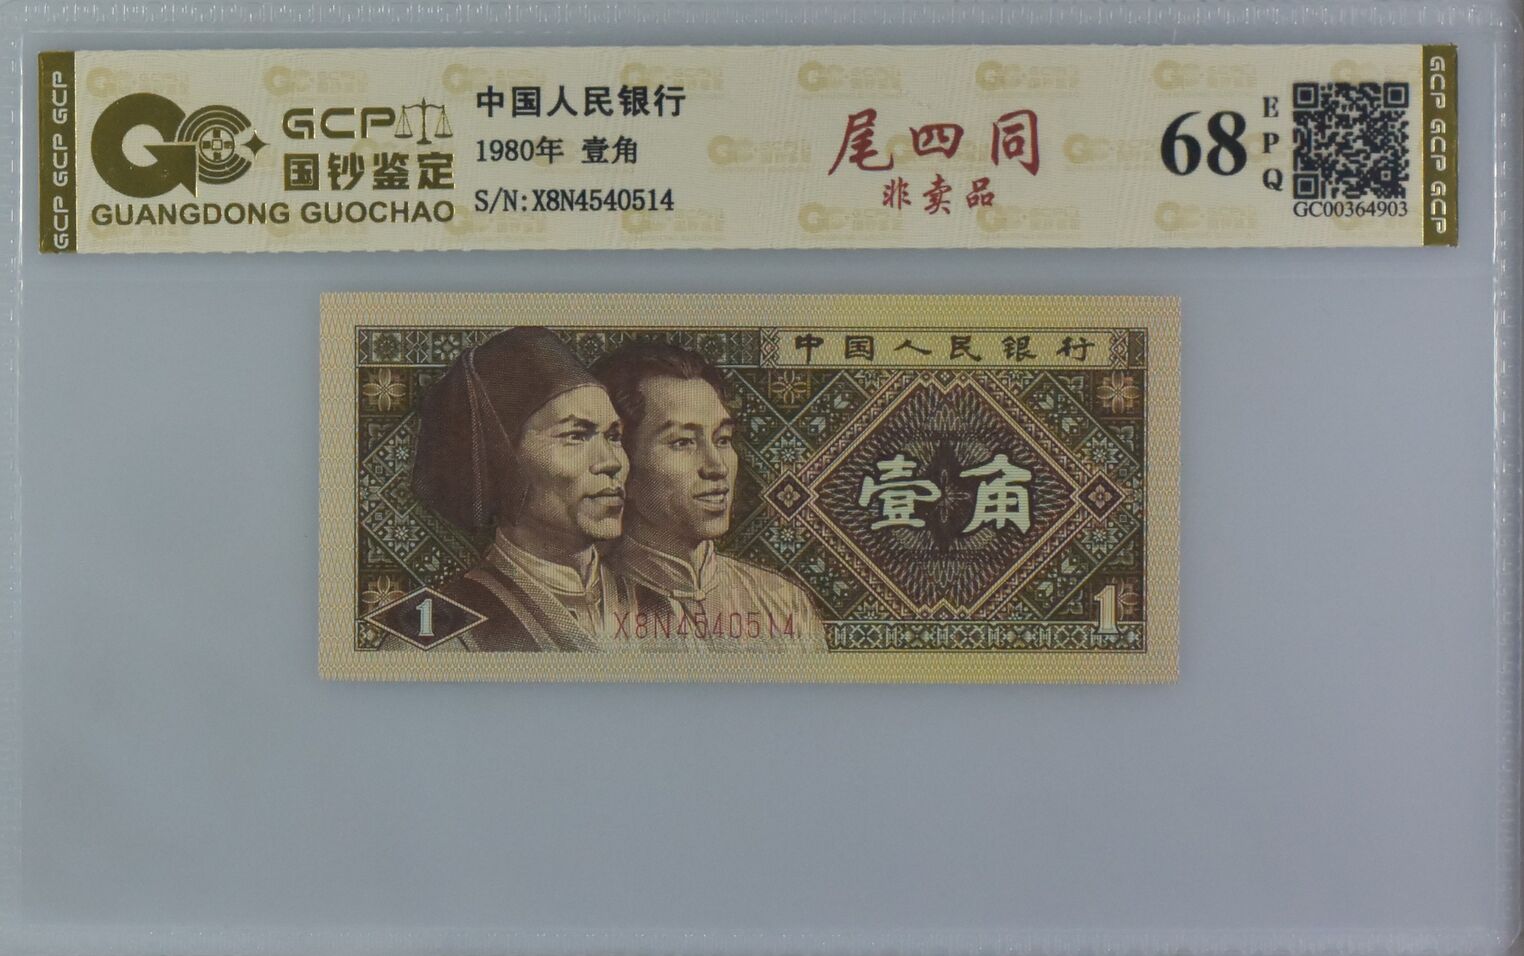 GCP GCP GCP
GCP
国钞鉴定
GUANGDONG GUOCHAO
中国人民银行
1980年 壹角
S/N:X8N4540514
尾四同
非卖品
68
EPQ
GC00364903
GCP GCP GCP
中国人民银行
壹角
1
X8N4540514
1